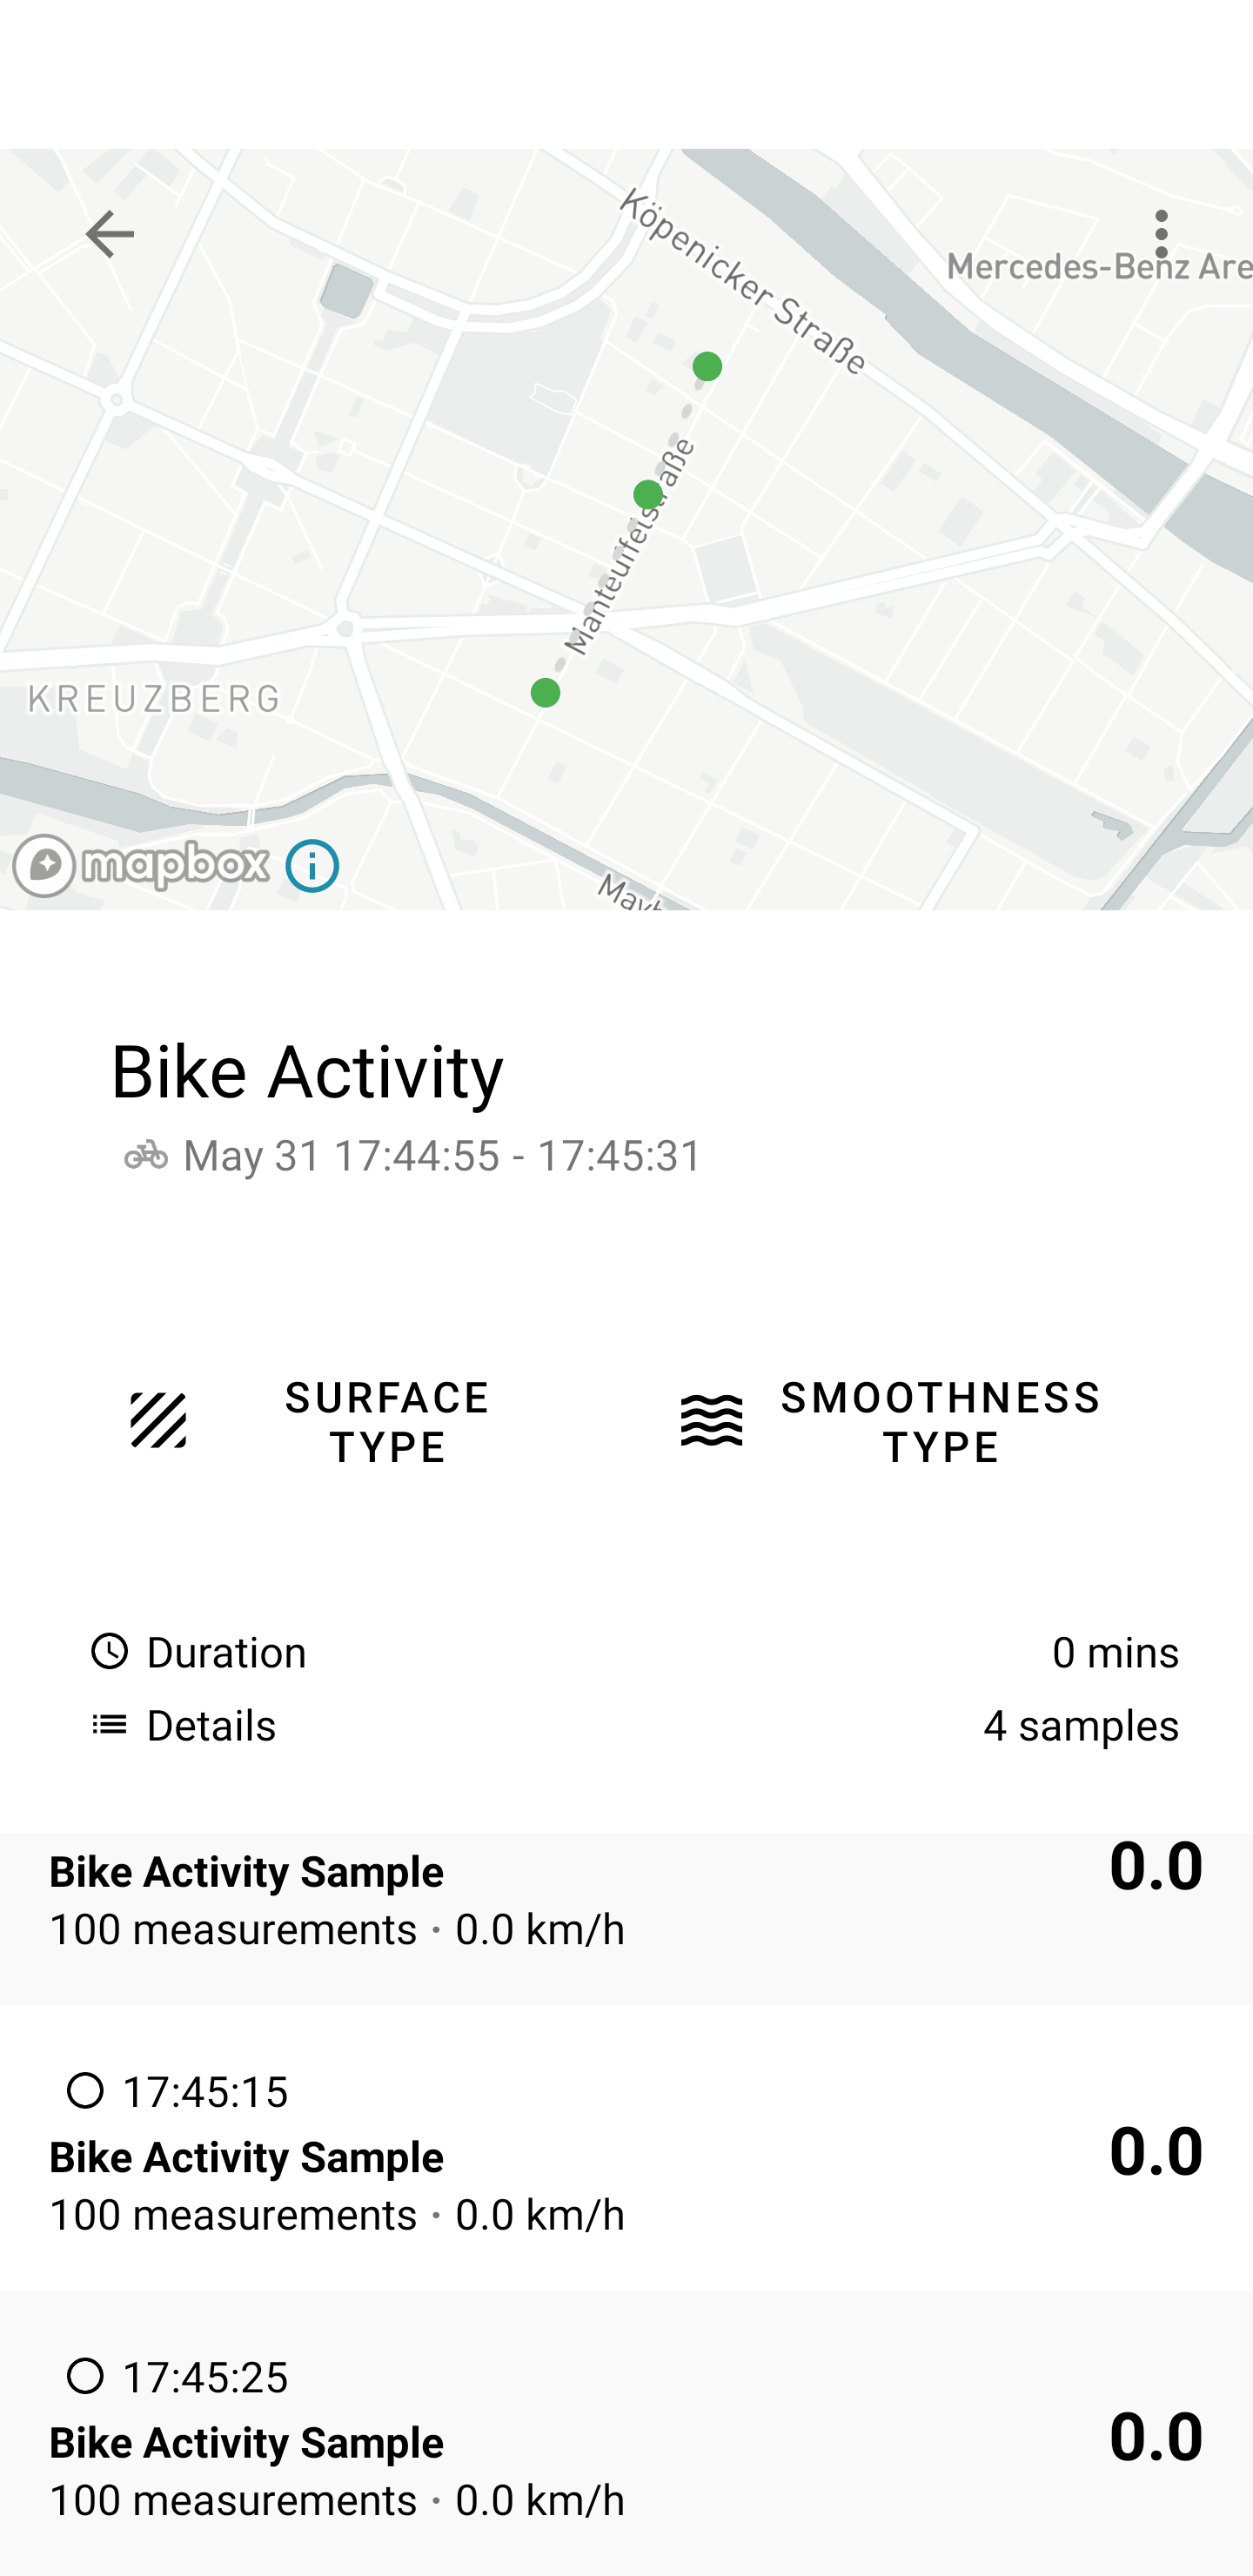 Köpenicker Straße
Mercedes-Benz Are
Manteuffelstraße
KREUZBERG
mapbox
Bike Activity
May 31 17:44:55 - 17:45:31
SURFACE
TYPE
SMOOTHNESS
TYPE
Duration 0 mins
Details 4 samples
Bike Activity Sample 0.0
100 measurements · 0.0 km/h
17:45:15
Bike Activity Sample 0.0
100 measurements · 0.0 km/h
17:45:25
Bike Activity Sample 0.0
100 measurements · 0.0 km/h